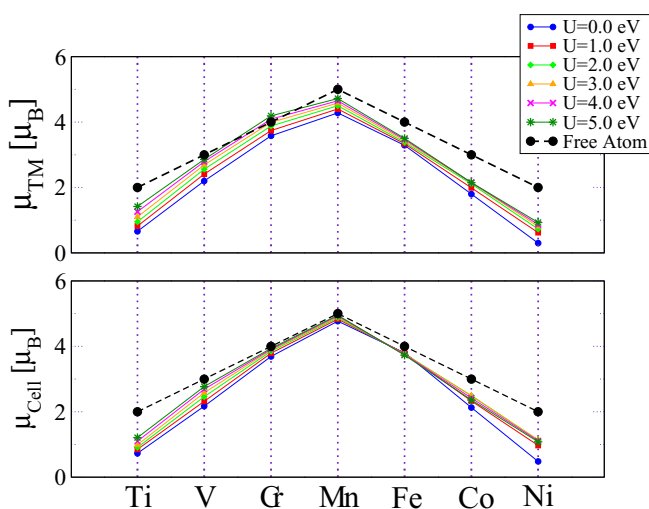 U=0.0 eV
U=1.0 eV
U=2.0 eV
U=3.0 eV
U=4.0 eV
U=5.0 eV
Free Atom
6
4
2
0
μTM [μB]
6
4
2
0
μCell [μB]
Ti V Gr Mn Fe Co Ni